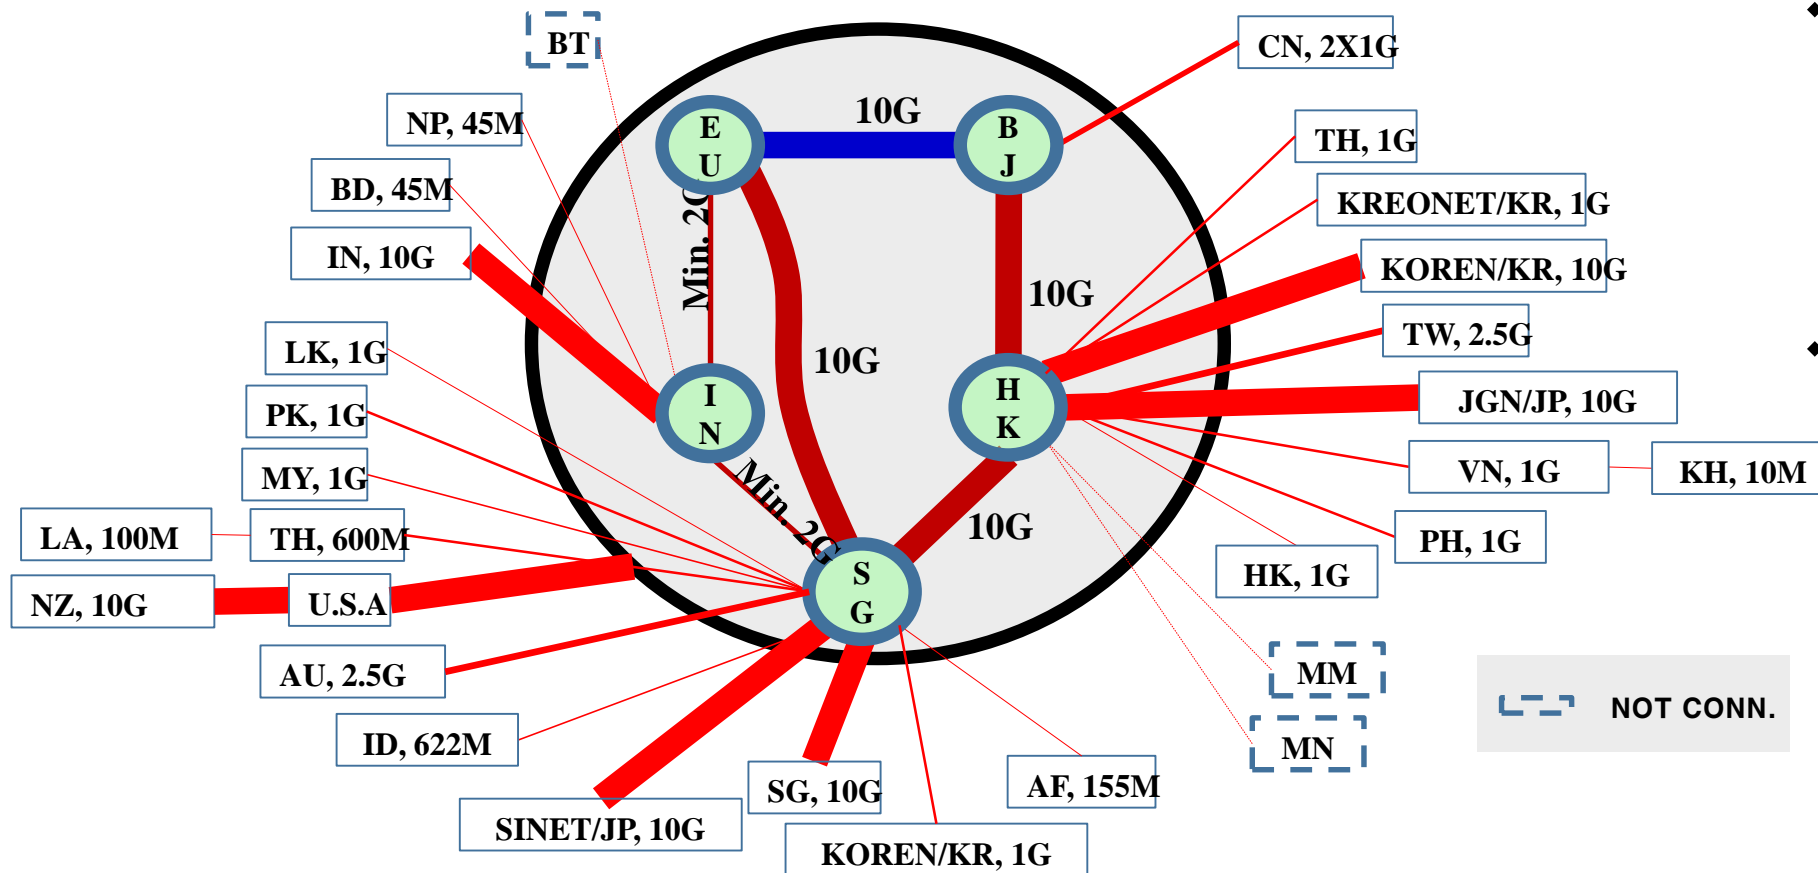 BT
CN, 2X1G
NP, 45M
E
U
10G
B
J
TH, 1G
BD, 45M
KREONET/KR, 1G
IN, 10G
Min. 2G
KOREN/KR, 10G
10G
LK, 1G
10G
TW, 2.5G
PK, 1G
I
N
H
K
JGN/JP, 10G
MY, 1G
Min. 2G
VN, 1G
KH, 10M
LA, 100M
TH, 600M
10G
PH, 1G
NZ, 10G
U.S.A
S
G
HK, 1G
AU, 2.5G
MM
ID, 622M
MN
NOT CONN.
SG, 10G
AF, 155M
SINET/JP, 10G
KOREN/KR, 1G